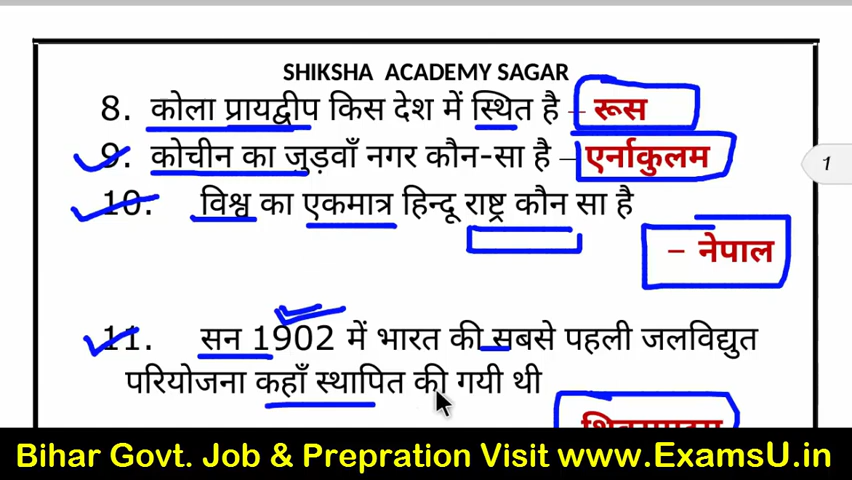 SHIKSHA ACADEMY SAGAR
8. कोला प्रायद्वीप किस देश में स्थित है – रूस
9. कोचीन का जुड़वाँ नगर कौन-सा है – एर्नाकुलम
10. विश्व का एकमात्र हिन्दू राष्ट्र कौन सा है
– नेपाल
1
11. सन 1902 में भारत की सबसे पहली जलविद्युत
परियोजना कहाँ स्थापित की गयी थी
Bihar Govt. Job & Prepration Visit www.ExamsU.in